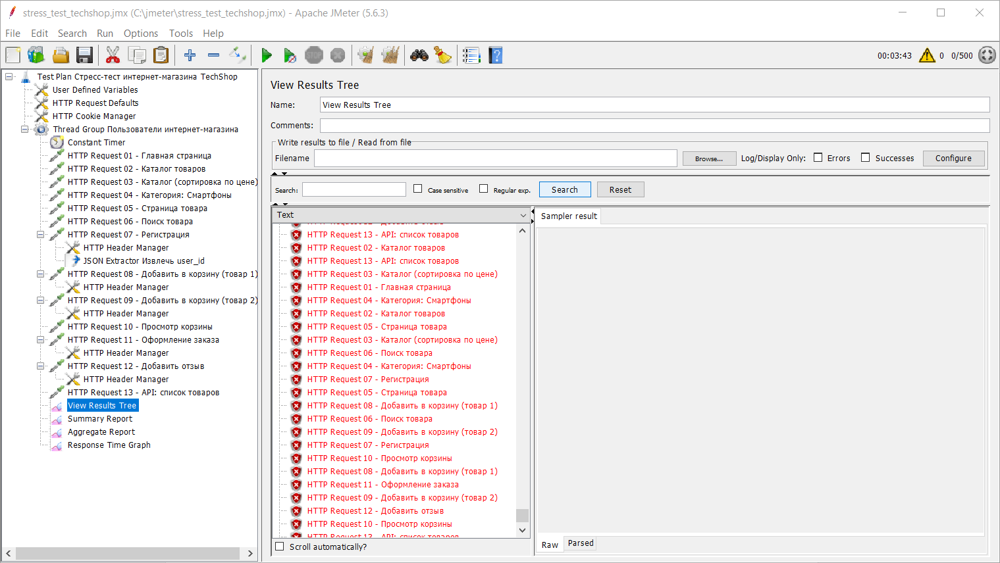 stress_test_techshop.jmx (C:\jmeter\stress_test_techshop.jmx) - Apache JMeter (5.6.3)
File Edit Search Run Options Tools Help
STOP
00:03:43 0 0/500
Test Plan Стресс-тест интернет-магазина TechShop
User Defined Variables
HTTP Request Defaults
HTTP Cookie Manager
Thread Group Пользователи интернет-магазина
Constant Timer
HTTP Request 01 - Главная страница
HTTP Request 02 - Каталог товаров
HTTP Request 03 - Каталог (сортировка по цене)
HTTP Request 04 - Категория: Смартфоны
HTTP Request 05 - Страница товара
HTTP Request 06 - Поиск товара
HTTP Request 07 - Регистрация
HTTP Header Manager
JSON Extractor Извлечь user_id
HTTP Request 08 - Добавить в корзину (товар 1)
HTTP Header Manager
HTTP Request 09 - Добавить в корзину (товар 2)
HTTP Header Manager
HTTP Request 10 - Просмотр корзины
HTTP Request 11 - Оформление заказа
HTTP Header Manager
HTTP Request 12 - Добавить отзыв
HTTP Header Manager
HTTP Request 13 - API: список товаров
View Results Tree
Summary Report
Aggregate Report
Response Time Graph
View Results Tree
Name: View Results Tree
Comments:
Write results to file / Read from file
Filename Browse... Log/Display Only: Errors Successes Configure
Search: Case sensitive Regular exp. Search Reset
Text
HTTP Request 12 - Добавить отзыв
HTTP Request 13 - API: список товаров
HTTP Request 02 - Каталог товаров
HTTP Request 13 - API: список товаров
HTTP Request 03 - Каталог (сортировка по цене)
HTTP Request 01 - Главная страница
HTTP Request 04 - Категория: Смартфоны
HTTP Request 02 - Каталог товаров
HTTP Request 05 - Страница товара
HTTP Request 03 - Каталог (сортировка по цене)
HTTP Request 06 - Поиск товара
HTTP Request 04 - Категория: Смартфоны
HTTP Request 07 - Регистрация
HTTP Request 05 - Страница товара
HTTP Request 08 - Добавить в корзину (товар 1)
HTTP Request 06 - Поиск товара
HTTP Request 09 - Добавить в корзину (товар 2)
HTTP Request 07 - Регистрация
HTTP Request 10 - Просмотр корзины
HTTP Request 08 - Добавить в корзину (товар 1)
HTTP Request 11 - Оформление заказа
HTTP Request 09 - Добавить в корзину (товар 2)
HTTP Request 12 - Добавить отзыв
HTTP Request 10 - Просмотр корзины
HTTP Request 13 - API: список товаров
Scroll automatically?
Sampler result
Raw Parsed